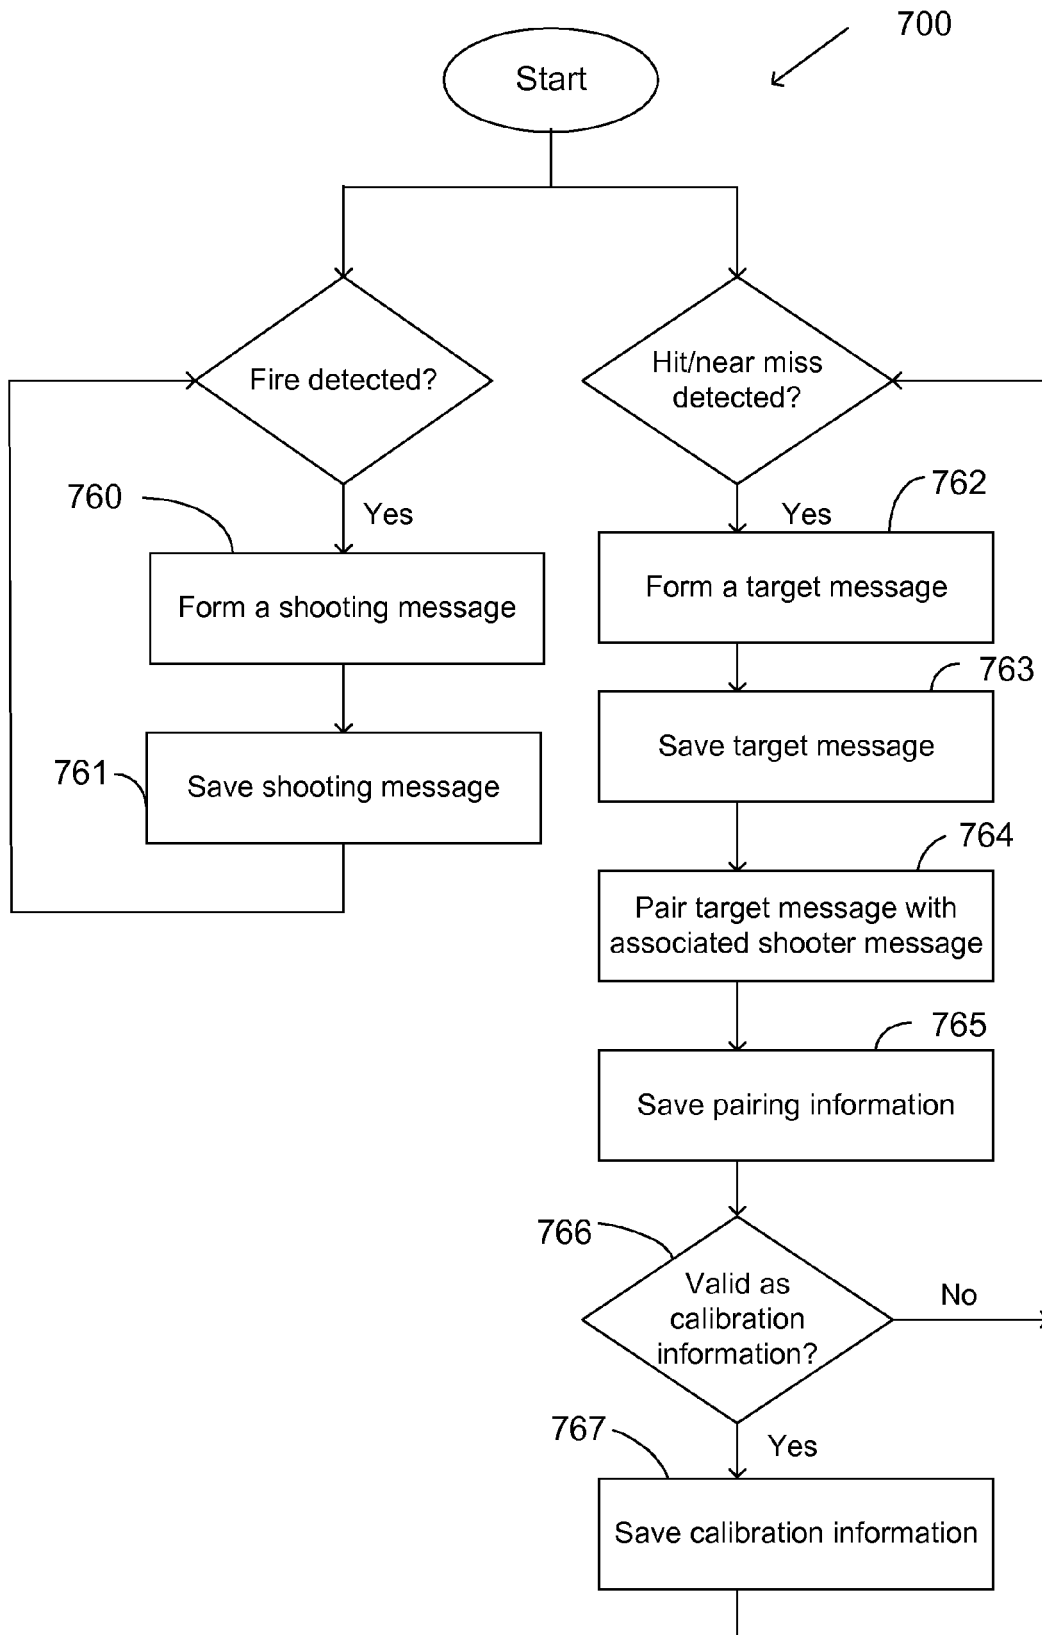 700
Start
Fire detected?
Hit/near miss
detected?
760
Yes
762
Yes
Form a shooting message
Form a target message
763
761
Save shooting message
Save target message
764
Pair target message with
associated shooter message
765
Save pairing information
766
Valid as
calibration
information?
No
767
Yes
Save calibration information